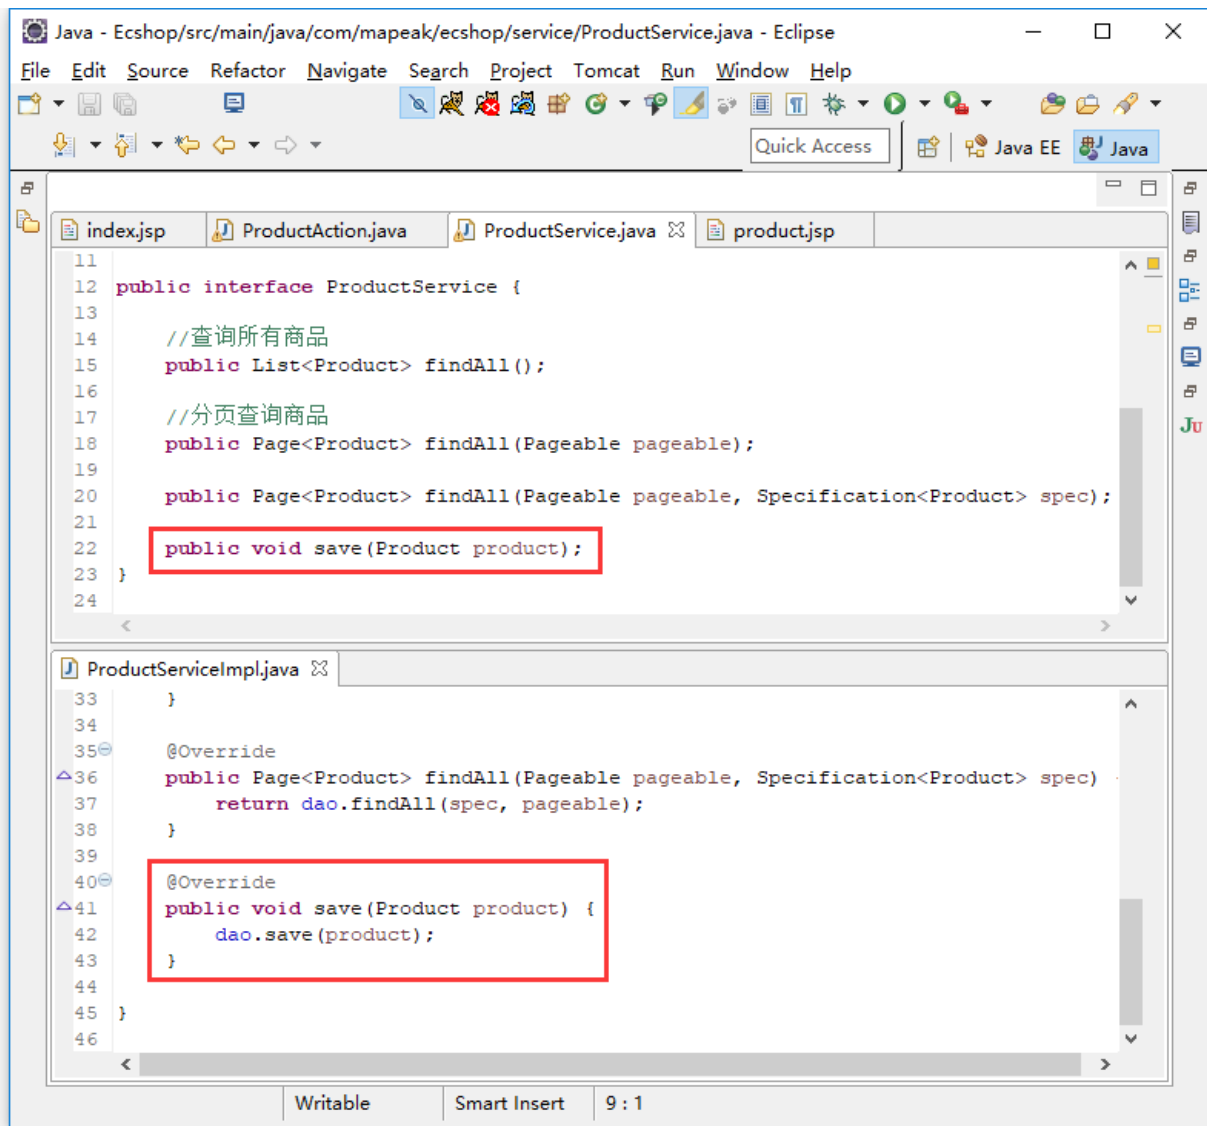 Java - Ecshop/src/main/java/com/mapeak/ecshop/service/ProductService.java - Eclipse
File Edit Source Refactor Navigate Search Project Tomcat Run Window Help
Quick Access Java EE Java
index.jsp ProductAction.java ProductService.java product.jsp
11
12 public interface ProductService {
13
14 //查询所有商品
15 public List<Product> findAll();
16
17 //分页查询商品
18 public Page<Product> findAll(Pageable pageable);
19
20 public Page<Product> findAll(Pageable pageable, Specification<Product> spec);
21
22 public void save(Product product);
23 }
24
ProductServiceImpl.java
33 }
34
35 @Override
36 public Page<Product> findAll(Pageable pageable, Specification<Product> spec)
37 return dao.findAll(spec, pageable);
38 }
39
40 @Override
41 public void save(Product product) {
42 dao.save(product);
43 }
44
45 }
46
Ju
Writable Smart Insert 9 : 1